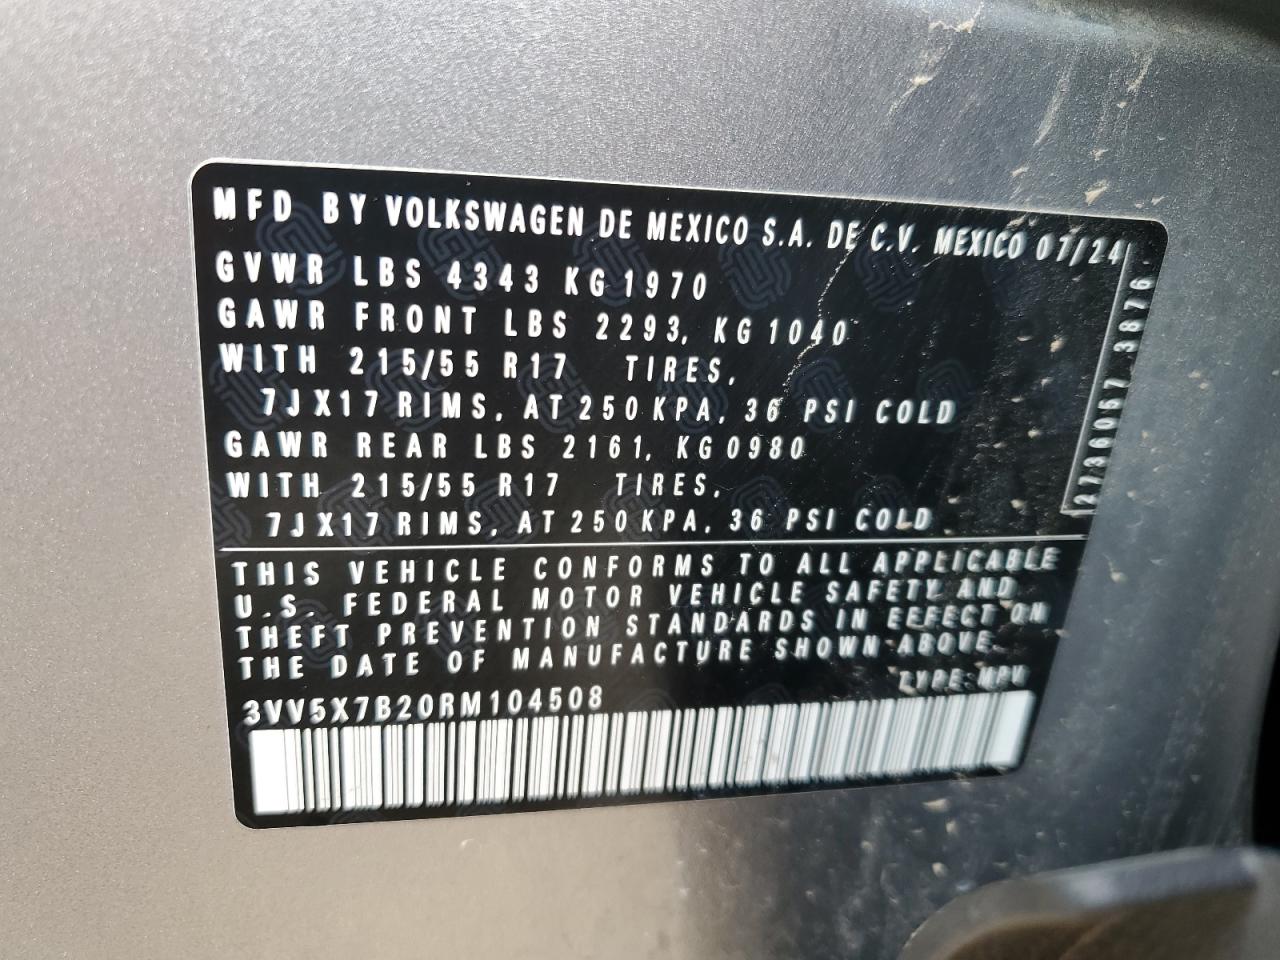 MFD BY VOLKSWAGEN DE MEXICO S.A. DE C.V. MEXICO 07/24
GVWR LBS 4343 KG 1970
GAWR FRONT LBS 2293, KG 1040
WITH 215/55 R17 TIRES,
7JX17 RIMS, AT 250 KPA, 36 PSI COLD
GAWR REAR LBS 2161, KG 0980
WITH 215/55 R17 TIRES,
7JX17 RIMS, AT 250 KPA, 36 PSI COLD
THIS VEHICLE CONFORMS TO ALL APPLICABLE
U.S. FEDERAL MOTOR VEHICLE SAFETY AND
THEFT PREVENTION STANDARDS IN EFFECT ON
THE DATE OF MANUFACTURE SHOWN ABOVE.
TYPE: MPV
3VV5X7B20RM104508
2736057 3876